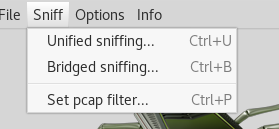 File Sniff Options Info
Unified sniffing... Ctrl+U
Bridged sniffing... Ctrl+B
Set pcap filter... Ctrl+P